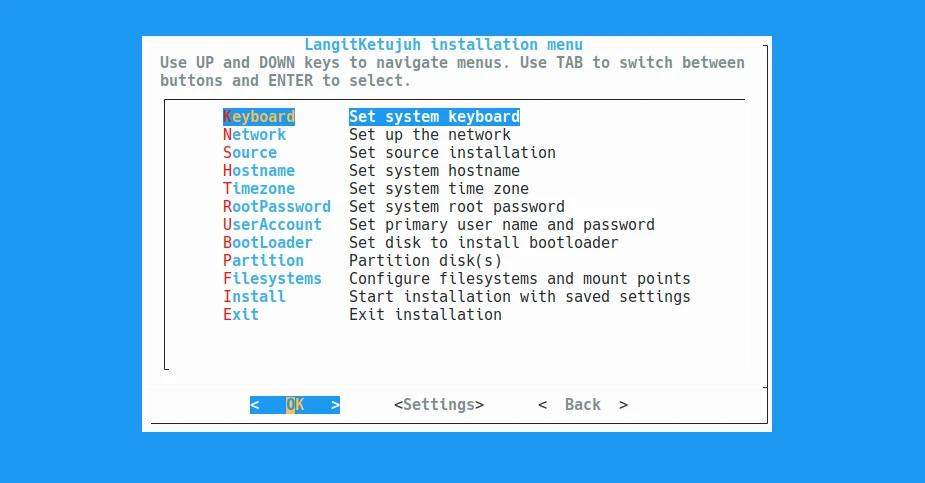 LangitKetujuh installation menu
Use UP and DOWN keys to navigate menus. Use TAB to switch between
buttons and ENTER to select.
Keyboard Set system keyboard
Network Set up the network
Source Set source installation
Hostname Set system hostname
Timezone Set system time zone
RootPassword Set system root password
UserAccount Set primary user name and password
BootLoader Set disk to install bootloader
Partition Partition disk(s)
Filesystems Configure filesystems and mount points
Install Start installation with saved settings
Exit Exit installation
< OK > <Settings> < Back >